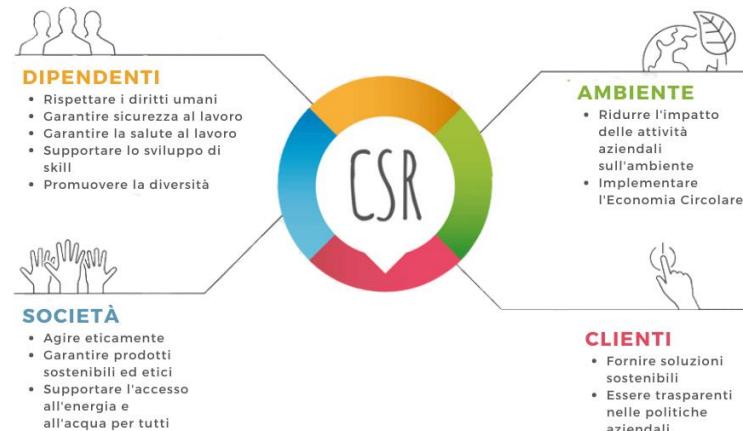 DIPENDENTI
• Rispettare i diritti umani
• Garantire sicurezza al lavoro
• Garantire la salute al lavoro
• Supportare lo sviluppo di
skill
• Promuovere la diversità
SOCIETÀ
• Agire eticamente
• Garantire prodotti
sostenibili ed etici
• Supportare l'accesso
all'energia e
all'acqua per tutti
CSR
AMBIENTE
• Ridurre l'impatto
delle attività
aziendali
sull'ambiente
• Implementare
l'Economia Circolare
CLIENTI
• Fornire soluzioni
sostenibili
• Essere trasparenti
nelle politiche
aziendali